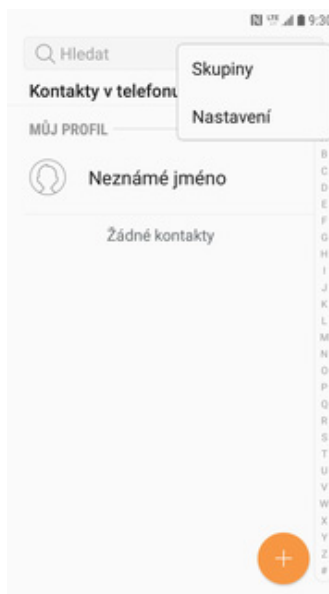 9:30
Hledat
Skupiny
Kontakty v telefonu
Nastavení
MŮJ PROFIL
Neznámé jméno
Žádné kontakty
B
C
D
E
F
G
H
I
J
K
L
M
N
O
P
Q
R
S
T
U
V
W
X
Y
Z
#